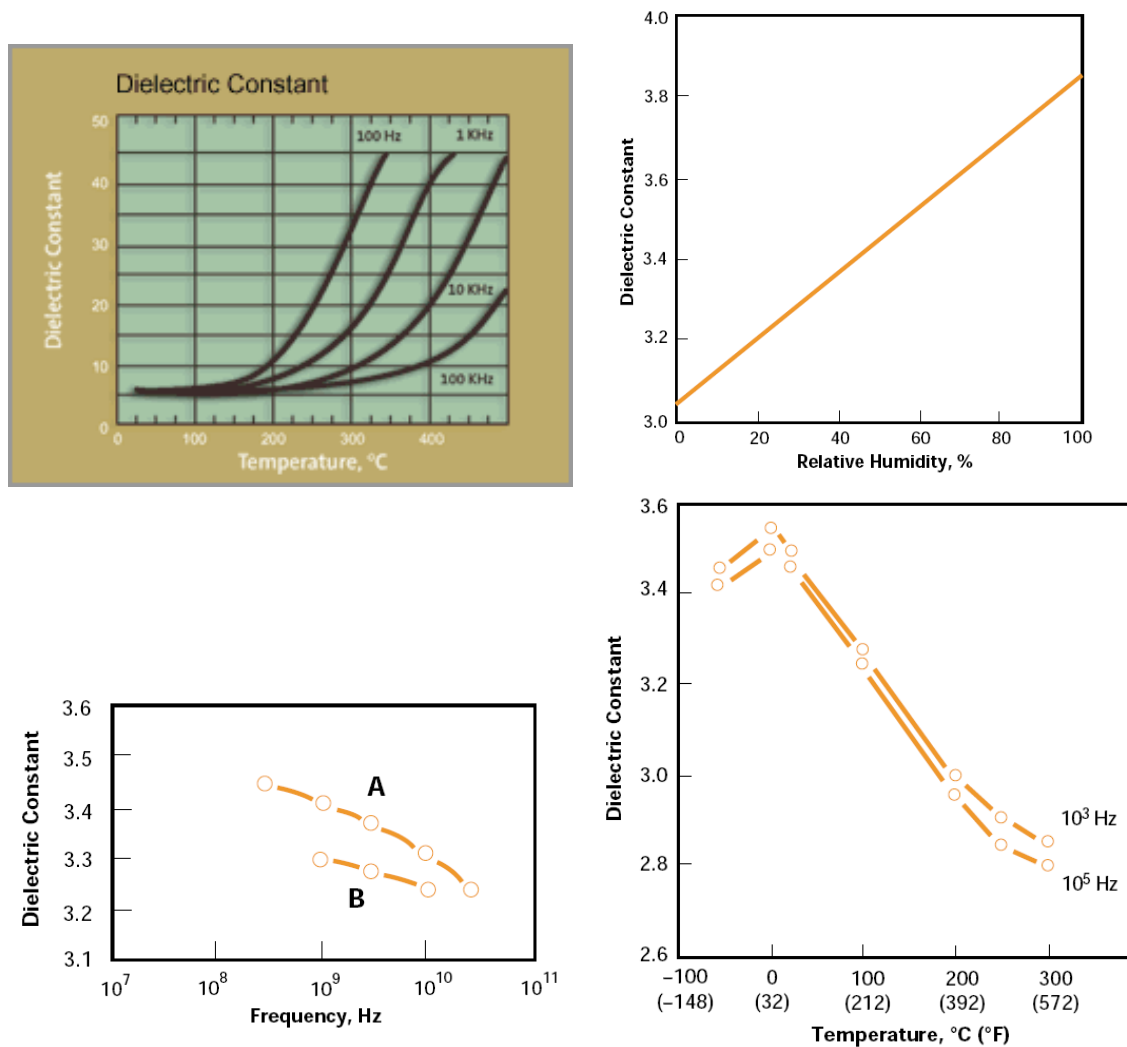 Dielectric Constant
Dielectric Constant
50
40
30
20
10
0
100 Hz
1 KHz
10 KHz
100 KHz
0 100 200 300 400
Temperature, °C
Dielectric Constant
4.0
3.8
3.6
3.4
3.2
3.0
0 20 40 60 80 100
Relative Humidity, %
Dielectric Constant
3.6
3.5
3.4
3.3
3.2
3.1
A
B
10⁷ 10⁸ 10⁹ 10¹⁰ 10¹¹
Frequency, Hz
Dielectric Constant
3.6
3.4
3.2
3.0
2.8
2.6
10³ Hz
10⁵ Hz
–100 0 100 200 300
(–148) (32) (212) (392) (572)
Temperature, °C (°F)